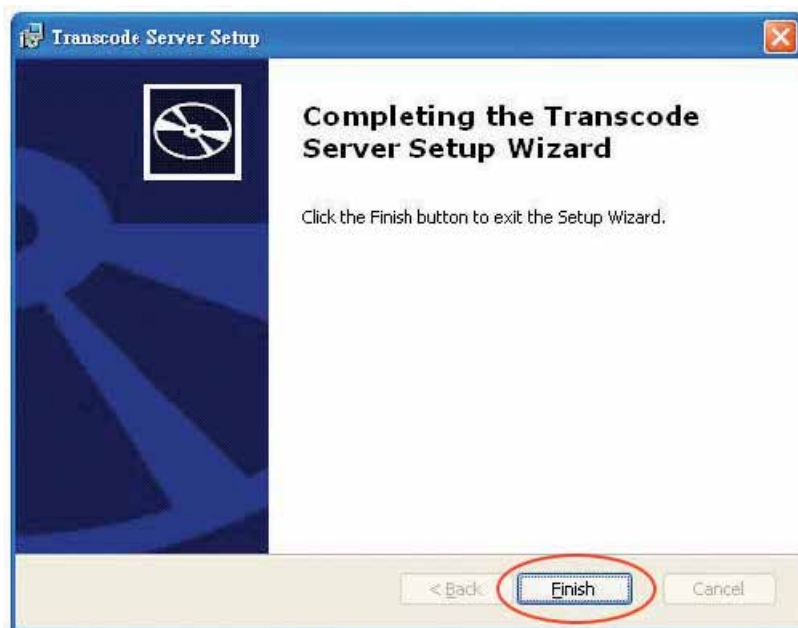 Transcode Server Setup
Completing the Transcode
Server Setup Wizard
Click the Finish button to exit the Setup Wizard.
< Back
Finish
Cancel